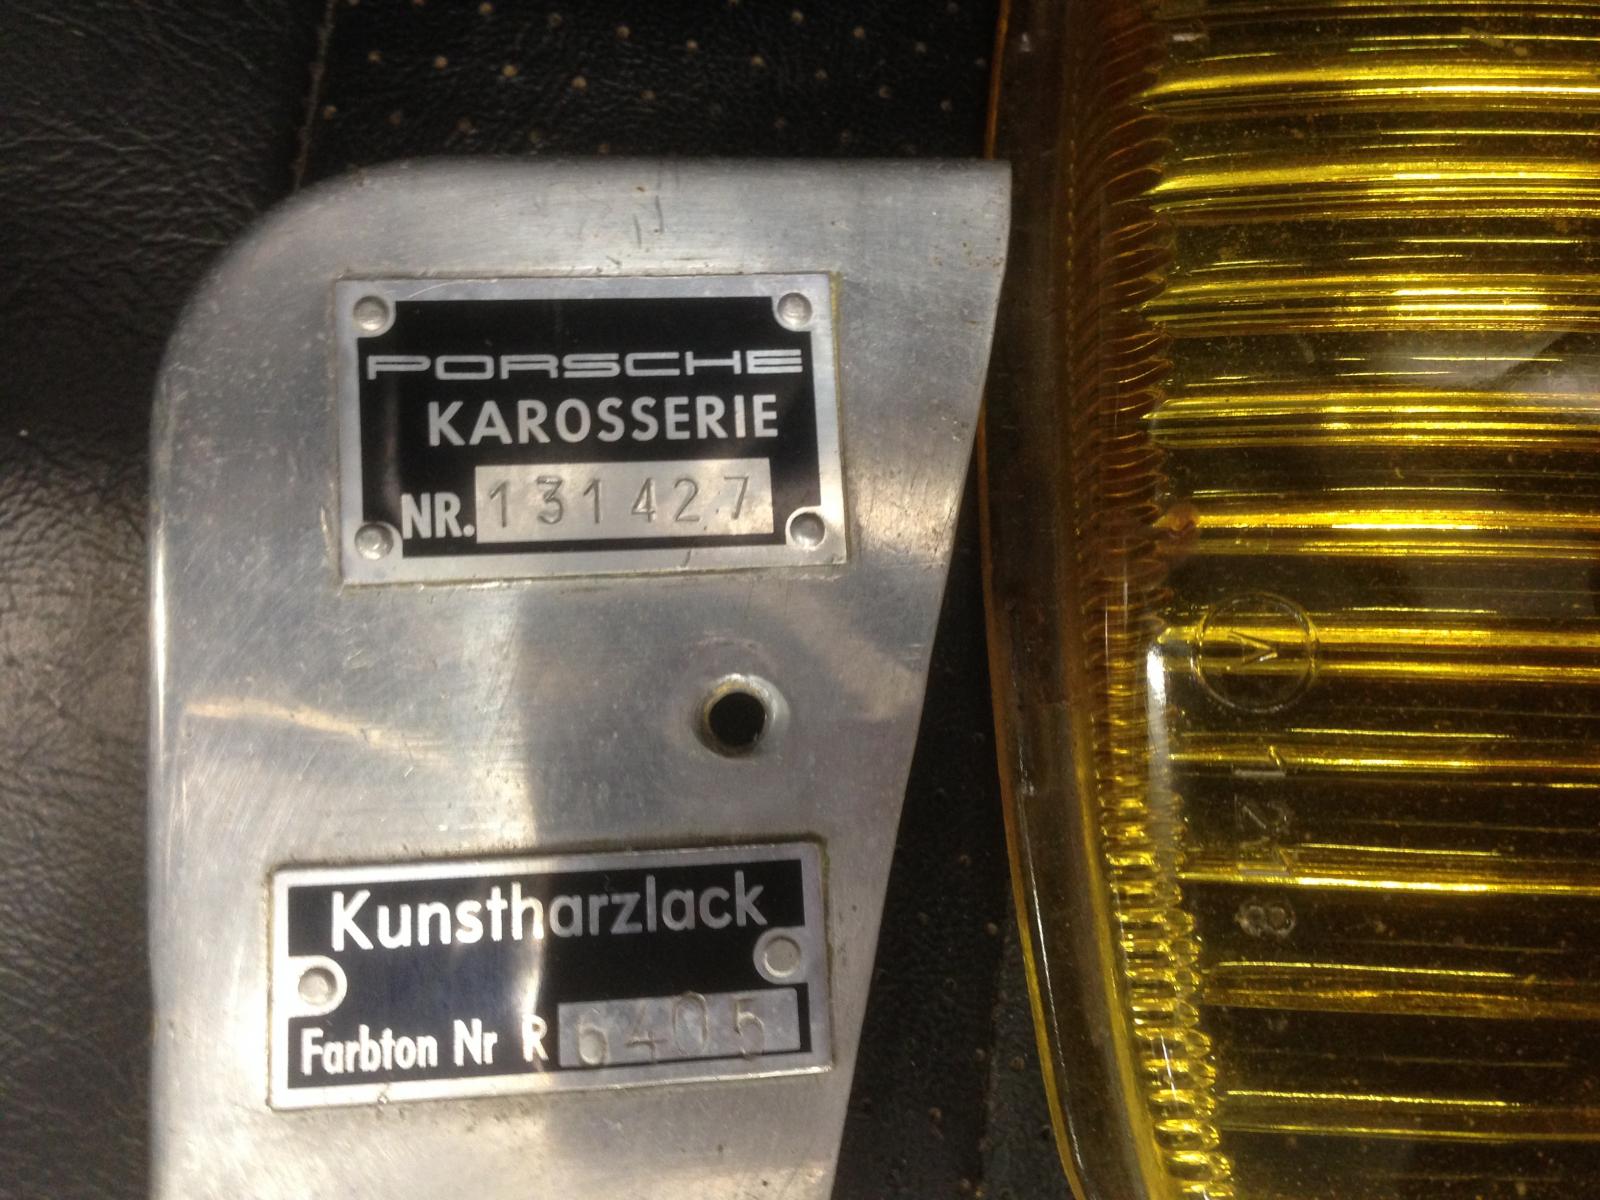 PORSCHE
KAROSSERIE
NR. 131427
Kunstharzlack
Farbton Nr R 6405
V